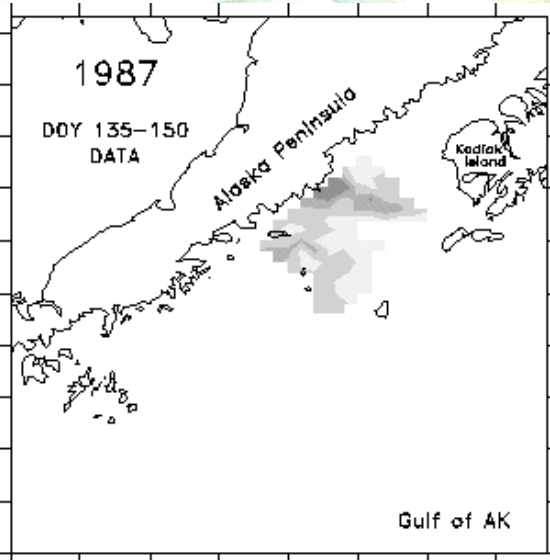 1987
DOY 135-150
DATA
Alaska Peninsula
Kodiak
Island
Gulf of AK